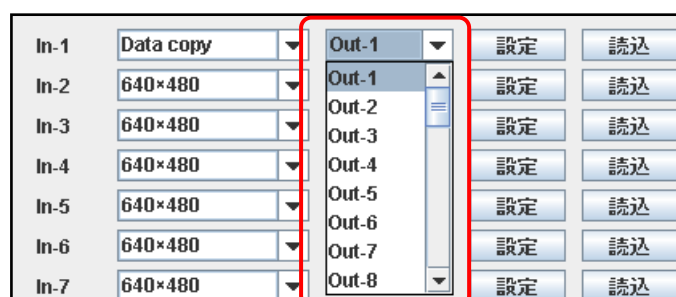 In-1 Data copy Out-1 設定 読込
In-2 640×480 Out-1 設定 読込
Out-2
In-3 640×480 Out-3 設定 読込
In-4 640×480 Out-4 設定 読込
In-5 640×480 Out-5 設定 読込
Out-6
In-6 640×480 Out-7 設定 読込
In-7 640×480 Out-8 設定 読込